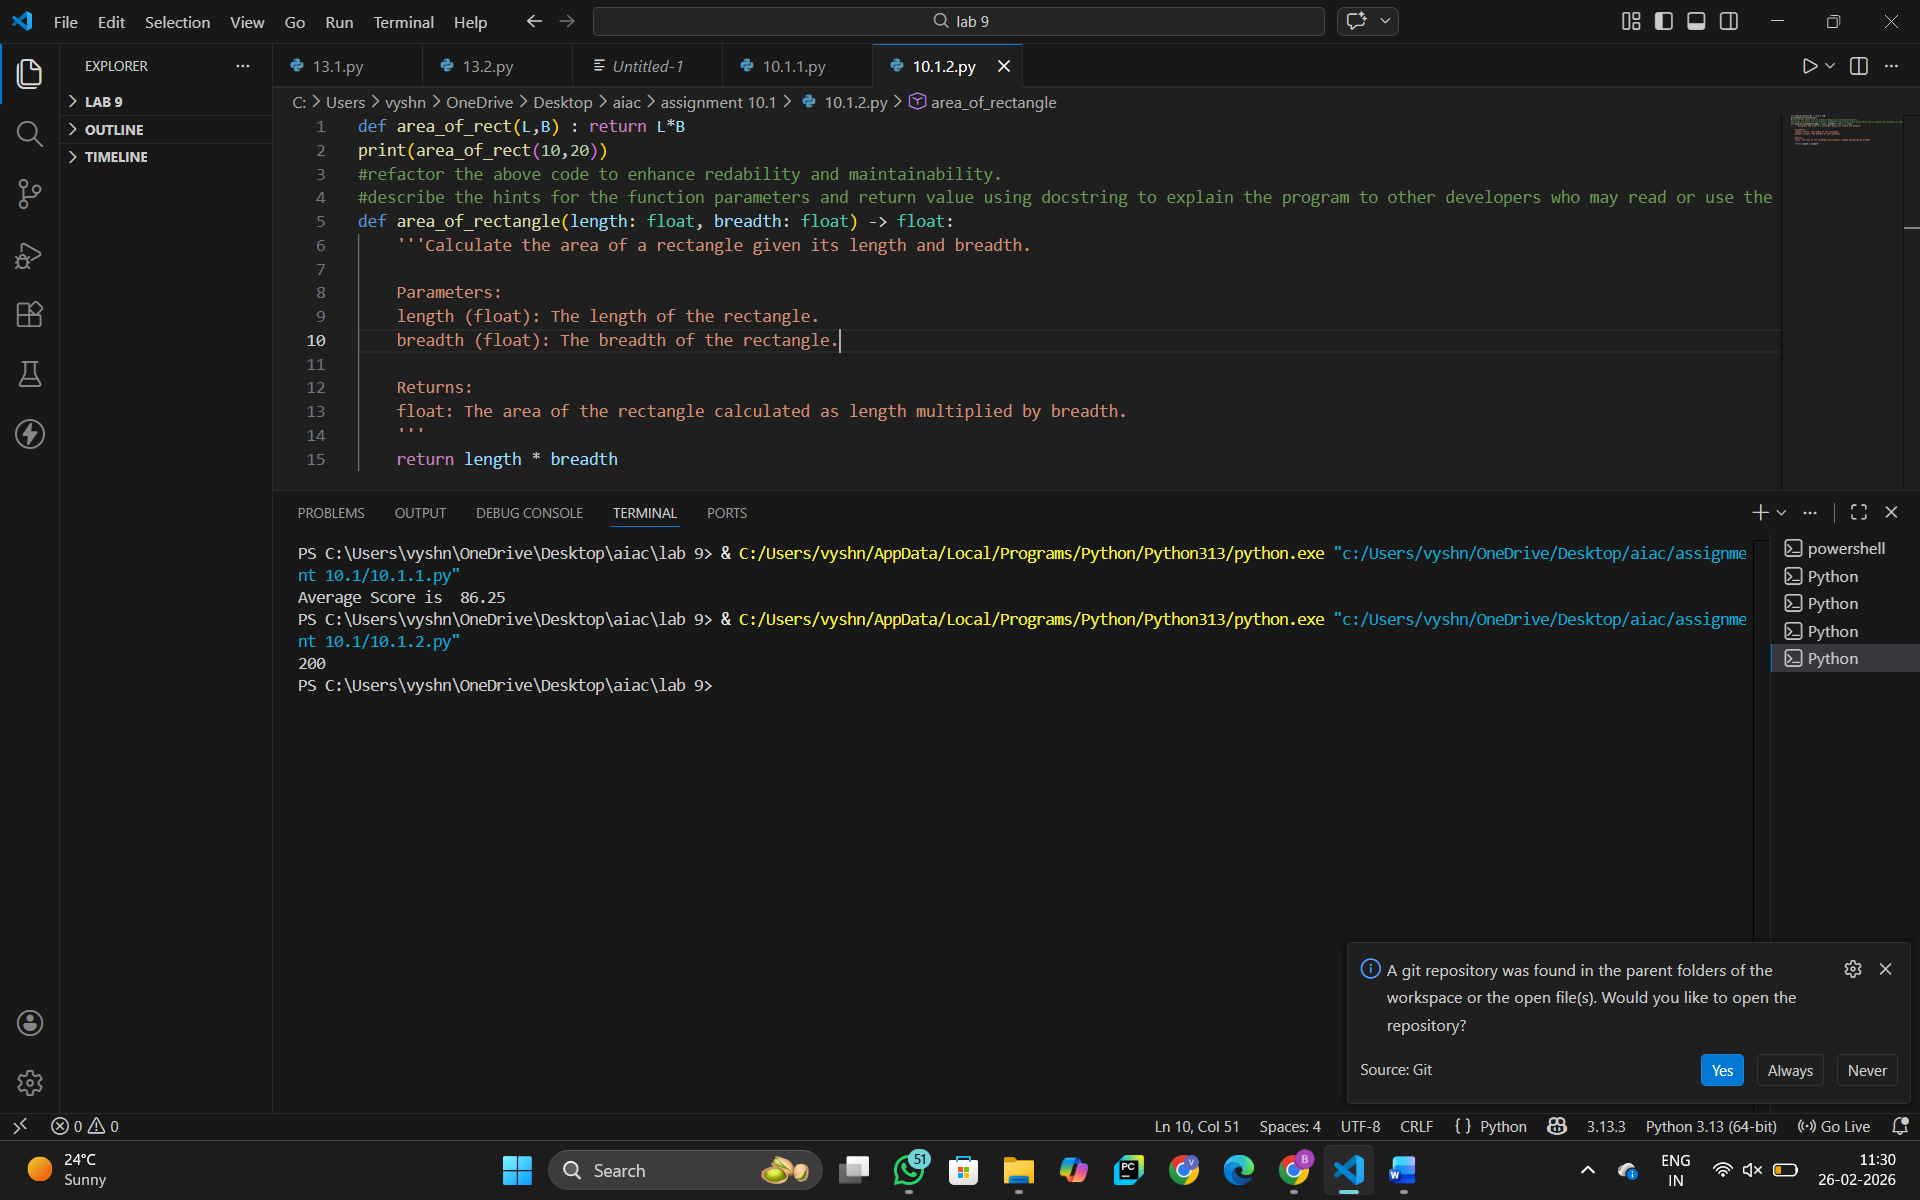 File Edit Selection View Go Run Terminal Help
lab 9
EXPLORER
LAB 9
OUTLINE
TIMELINE
13.1.py 13.2.py Untitled-1 10.1.1.py 10.1.2.py
C: > Users > vyshn > OneDrive > Desktop > aiac > assignment 10.1 > 10.1.2.py > area_of_rectangle
1 def area_of_rect(L,B) : return L*B
2 print(area_of_rect(10,20))
3 #refactor the above code to enhance redability and maintainability.
4 #describe the hints for the function parameters and return value using docstring to explain the program to other developers who may read or use the
5 def area_of_rectangle(length: float, breadth: float) -> float:
6 '''Calculate the area of a rectangle given its length and breadth.
7
8 Parameters:
9 length (float): The length of the rectangle.
10 breadth (float): The breadth of the rectangle.
11
12 Returns:
13 float: The area of the rectangle calculated as length multiplied by breadth.
14 '''
15 return length * breadth
PROBLEMS OUTPUT DEBUG CONSOLE TERMINAL PORTS
PS C:\Users\vyshn\OneDrive\Desktop\aiac\lab 9> & C:/Users/vyshn/AppData/Local/Programs/Python/Python313/python.exe "c:/Users/vyshn/OneDrive/Desktop/aiac/assignme
nt 10.1/10.1.1.py"
Average Score is  86.25
PS C:\Users\vyshn\OneDrive\Desktop\aiac\lab 9> & C:/Users/vyshn/AppData/Local/Programs/Python/Python313/python.exe "c:/Users/vyshn/OneDrive/Desktop/aiac/assignme
nt 10.1/10.1.2.py"
200
PS C:\Users\vyshn\OneDrive\Desktop\aiac\lab 9>
powershell
Python
Python
Python
Python
A git repository was found in the parent folders of the
workspace or the open file(s). Would you like to open the
repository?
Source: Git
Yes Always Never
0 0
Ln 10, Col 51 Spaces: 4 UTF-8 CRLF { } Python 3.13.3 Python 3.13 (64-bit) Go Live
24°C
Sunny
Search
51
ENG
IN
11:30
26-02-2026